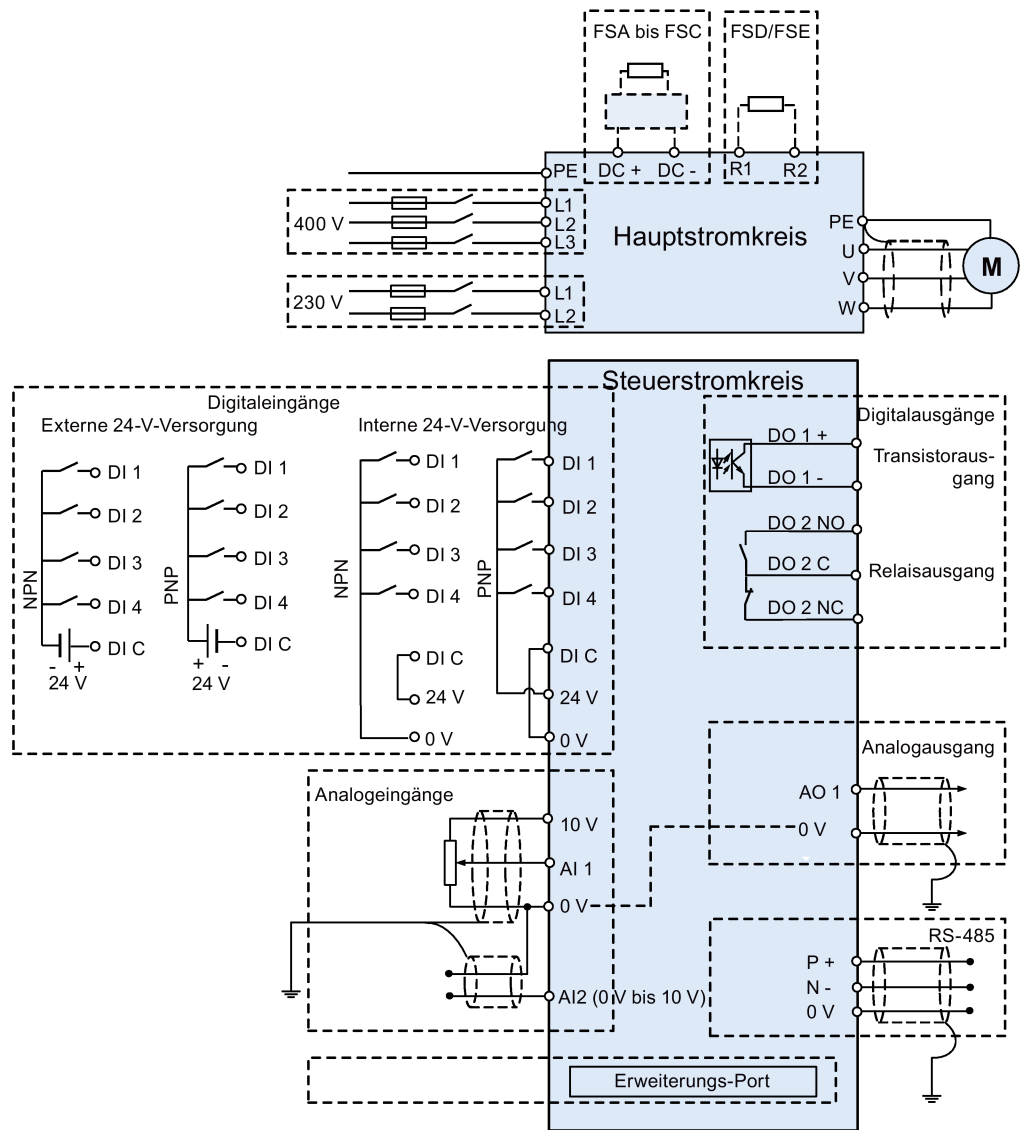 FSA bis FSC
FSD/FSE
PE
DC +
DC -
R1
R2
400 V
L1
L2
L3
Hauptstromkreis
PE
U
V
W
M
230 V
L1
L2
Steuerstromkreis
Digitaleingänge
Externe 24-V-Versorgung
Interne 24-V-Versorgung
NPN
DI 1
DI 2
DI 3
DI 4
DI C
- +
24 V
PNP
DI 1
DI 2
DI 3
DI 4
DI C
+ -
24 V
NPN
DI 1
DI 2
DI 3
DI 4
DI C
24 V
0 V
PNP
DI 1
DI 2
DI 3
DI 4
DI C
24 V
0 V
Digitalausgänge
DO 1 +
DO 1 -
Transistoraus-
gang
DO 2 NO
DO 2 C
DO 2 NC
Relaisausgang
Analogausgang
AO 1
0 V
Analogeingänge
10 V
AI 1
0 V
AI2 (0 V bis 10 V)
RS-485
P +
N -
0 V
Erweiterungs-Port